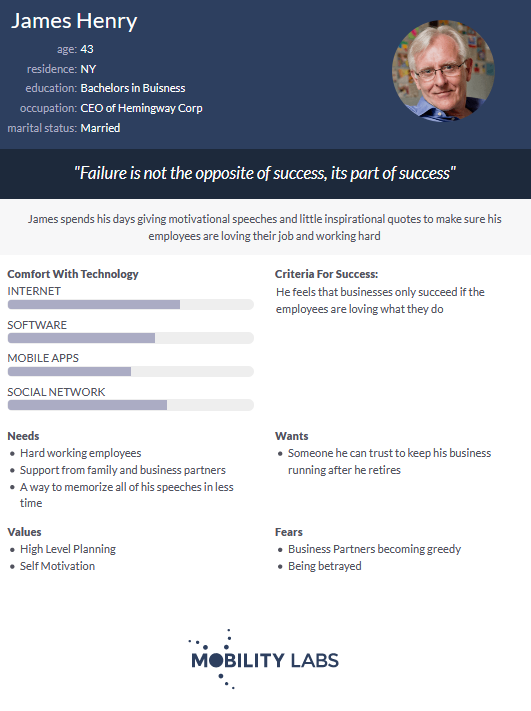 James Henry
age: 43
residence: NY
education: Bachelors in Buisness
occupation: CEO of Hemingway Corp
marital status: Married
"Failure is not the opposite of success, its part of success"
James spends his days giving motivational speeches and little inspirational quotes to make sure his
employees are loving their job and working hard
Comfort With Technology
INTERNET
SOFTWARE
MOBILE APPS
SOCIAL NETWORK
Criteria For Success:
He feels that businesses only succeed if the
employees are loving what they do
Needs
• Hard working employees
• Support from family and business partners
• A way to memorize all of his speeches in less
time
Wants
• Someone he can trust to keep his business
running after he retires
Values
• High Level Planning
• Self Motivation
Fears
• Business Partners becoming greedy
• Being betrayed
MOBILITY LABS